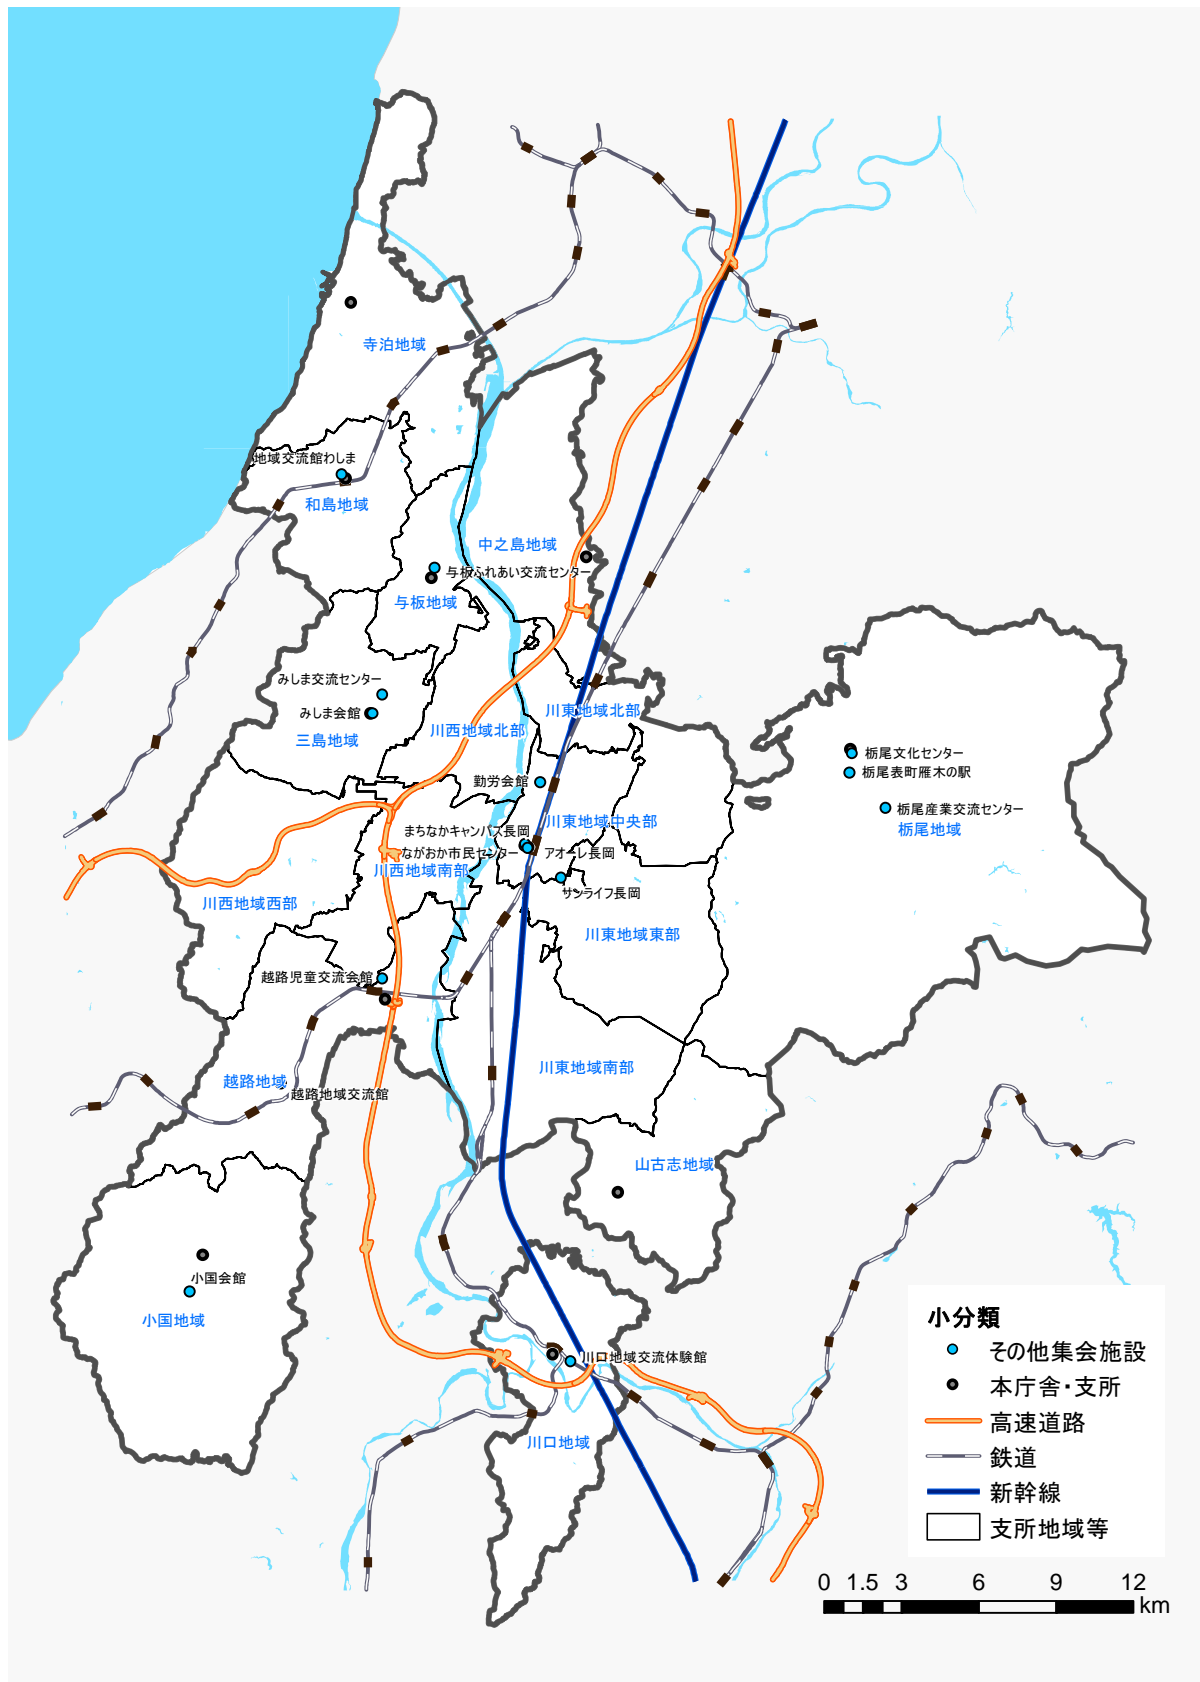 寺泊地域
地域交流館わしま
和島地域
中之島地域
与板ふれあい交流センター
与板地域
みしま交流センター
みしま会館
三島地域
川東地域北部
川西地域北部
栃尾文化センター
栃尾表町雁木の駅
勤労会館
栃尾産業交流センター
栃尾地域
川東地域中央部
まちなかキャンパス長岡
ながおか市民センター
アオーレ長岡
川西地域南部
サンライフ長岡
川西地域西部
川東地域東部
越路児童交流会館
川東地域南部
越路地域
越路地域交流館
山古志地域
小国会館
小国地域
川口地域交流体験館
川口地域
小分類
その他集会施設
本庁舎・支所
高速道路
鉄道
新幹線
支所地域等
0 1.5 3 6 9 12
km